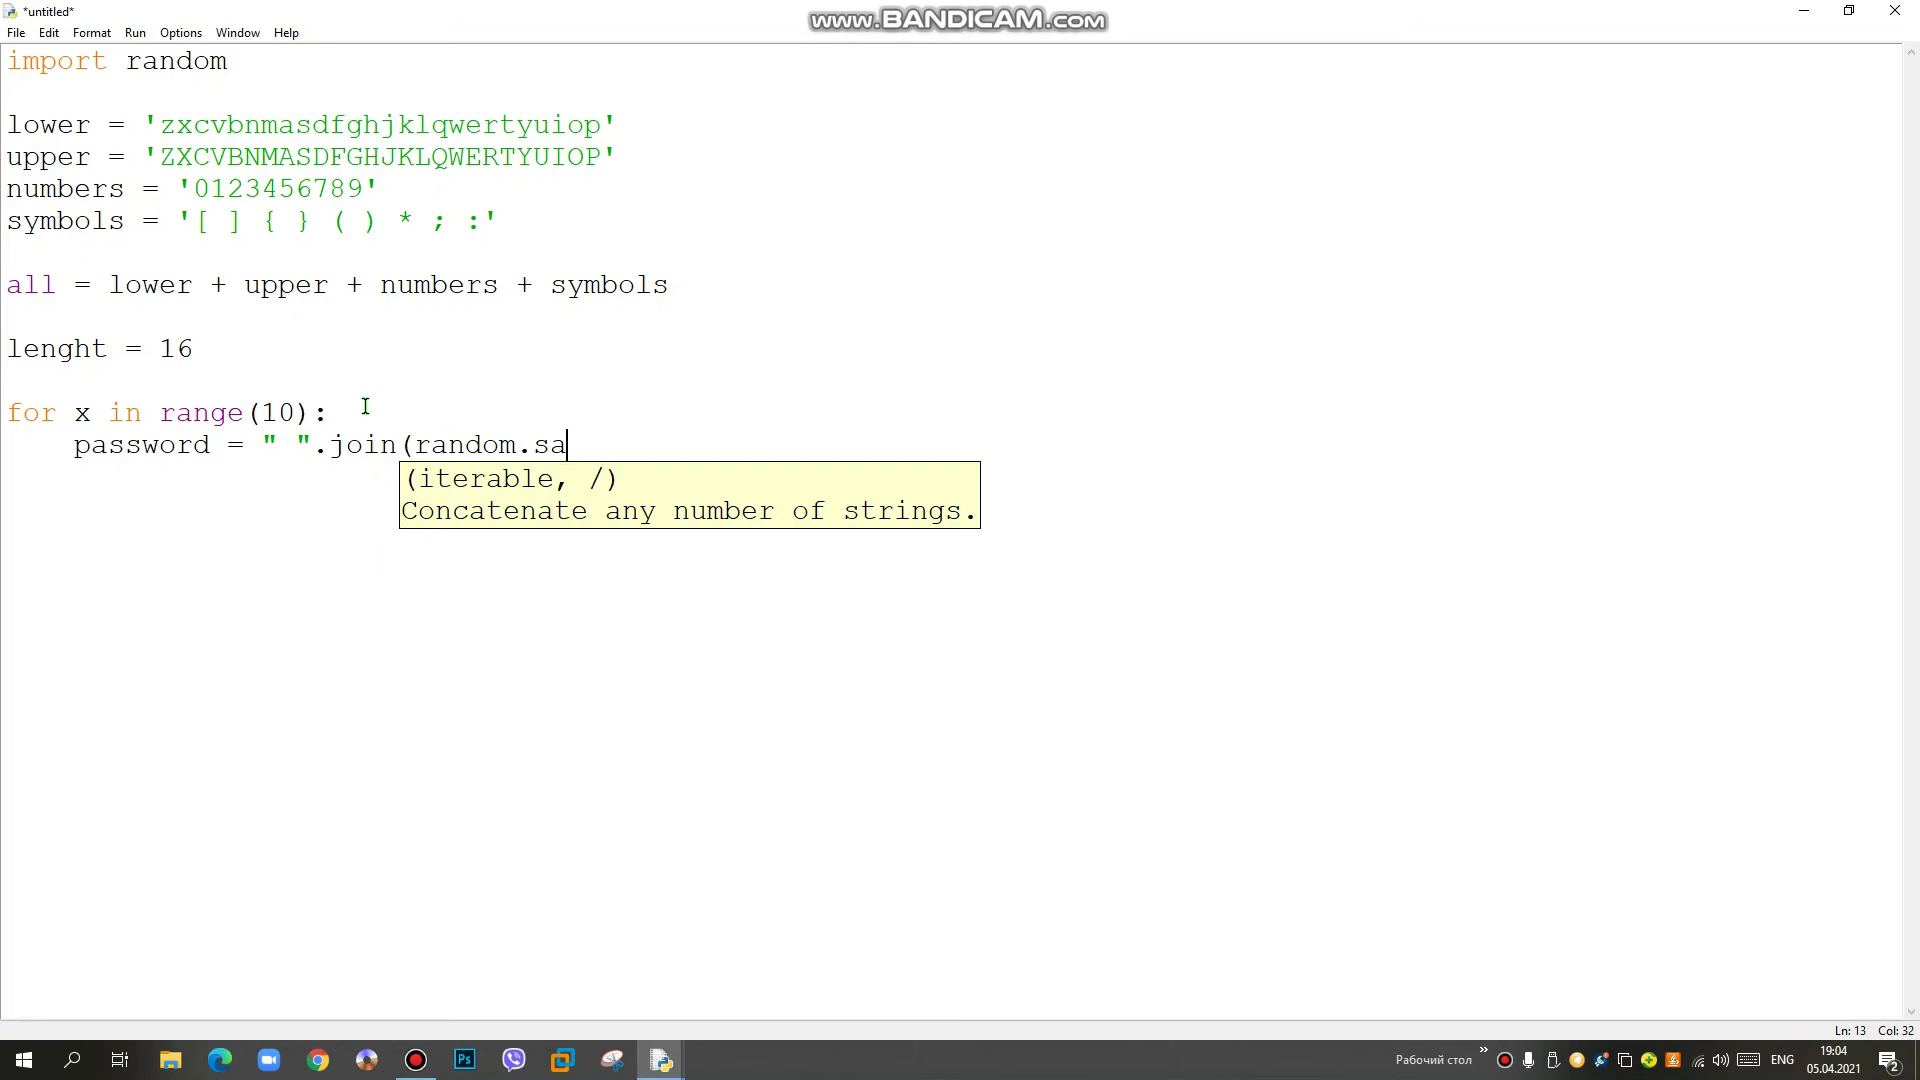 *untitled*
www.BANDICAM.com
File Edit Format Run Options Window Help
import random
lower = 'zxcvbnmasdfghjklqwertyuiop'
upper = 'ZXCVBNMASDFGHJKLQWERTYUIOP'
numbers = '0123456789'
symbols = '[ ] { } ( ) * ; :'
all = lower + upper + numbers + symbols
lenght = 16
for x in range(10):
password = " ".join(random.sa
(iterable, /)
Concatenate any number of strings.
Ln: 13 Col: 32
Ps
Рабочий стол
ENG
19:04
05.04.2021
2